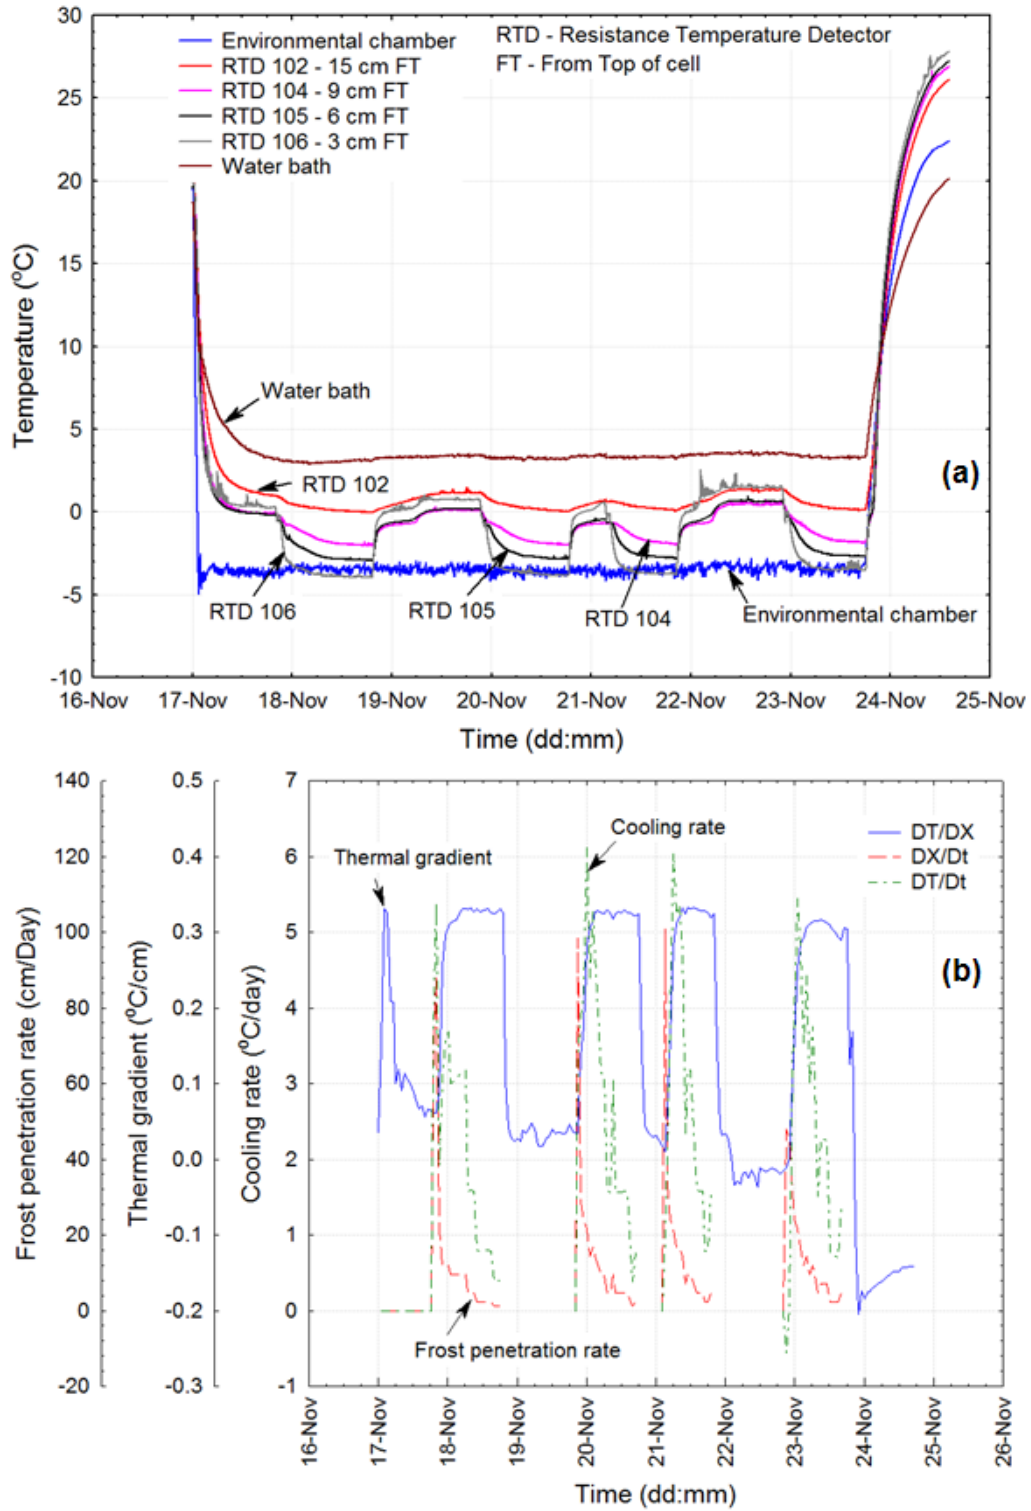 Environmental chamber
RTD 102 - 15 cm FT
RTD 104 - 9 cm FT
RTD 105 - 6 cm FT
RTD 106 - 3 cm FT
Water bath
RTD - Resistance Temperature Detector
FT - From Top of cell
30
25
20
15
10
5
0
-5
-10
Temperature (ºC)
Water bath
RTD 102
(a)
RTD 106
RTD 105
RTD 104
Environmental chamber
16-Nov 17-Nov 18-Nov 19-Nov 20-Nov 21-Nov 22-Nov 23-Nov 24-Nov 25-Nov
Time (dd:mm)
140
120
100
80
60
40
20
0
-20
Frost penetration rate (cm/Day)
0.5
0.4
0.3
0.2
0.1
0.0
-0.1
-0.2
-0.3
Thermal gradient (ºC/cm)
7
6
5
4
3
2
1
0
-1
Cooling rate (ºC/day)
Thermal gradient
Cooling rate
DT/DX
DX/Dt
DT/Dt
(b)
Frost penetration rate
16-Nov 17-Nov 18-Nov 19-Nov 20-Nov 21-Nov 22-Nov 23-Nov 24-Nov 25-Nov 26-Nov
Time (dd:mm)